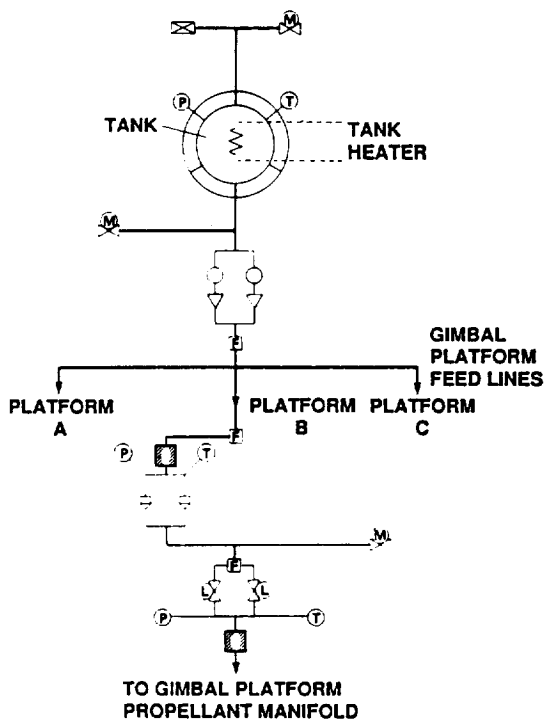 M
P
T
TANK
TANK
HEATER
M
F
GIMBAL
PLATFORM
FEED LINES
PLATFORM
A
PLATFORM
B
PLATFORM
C
F
P
T
M
F
L
L
P
T
TO GIMBAL PLATFORM
PROPELLANT MANIFOLD